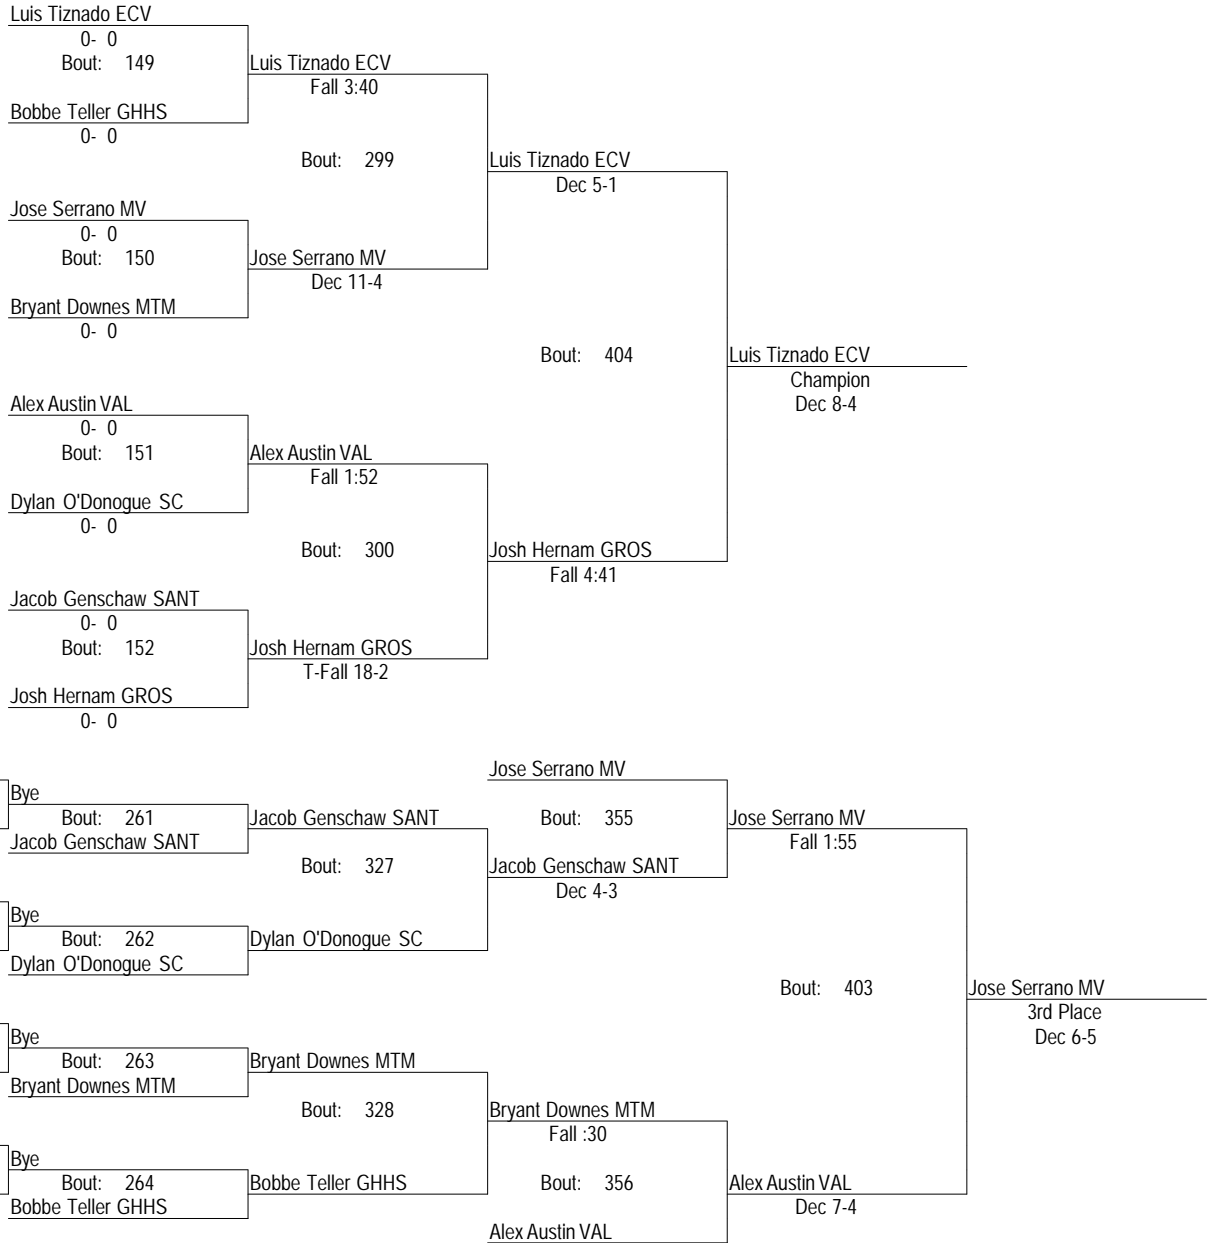 Luis Tiznado ECV
0- 0
Bout: 149
Luis Tiznado ECV
Fall 3:40
Bobbe Teller GHHS
0- 0
Bout: 299
Luis Tiznado ECV
Dec 5-1
Jose Serrano MV
0- 0
Bout: 150
Jose Serrano MV
Dec 11-4
Bryant Downes MTM
0- 0
Bout: 404
Luis Tiznado ECV
Champion
Dec 8-4
Alex Austin VAL
0- 0
Bout: 151
Alex Austin VAL
Fall 1:52
Dylan O'Donogue SC
0- 0
Bout: 300
Josh Hernam GROS
Fall 4:41
Jacob Genschaw SANT
0- 0
Bout: 152
Josh Hernam GROS
T-Fall 18-2
Josh Hernam GROS
0- 0
Jose Serrano MV
Bye
Bout: 261
Jacob Genschaw SANT
Bout: 355
Jose Serrano MV
Fall 1:55
Jacob Genschaw SANT
Bout: 327
Jacob Genschaw SANT
Dec 4-3
Bye
Bout: 262
Dylan O'Donogue SC
Dylan O'Donogue SC
Bout: 403
Jose Serrano MV
3rd Place
Dec 6-5
Bye
Bout: 263
Bryant Downes MTM
Bryant Downes MTM
Bout: 328
Bryant Downes MTM
Fall :30
Bye
Bout: 264
Bobbe Teller GHHS
Bout: 356
Alex Austin VAL
Dec 7-4
Bobbe Teller GHHS
Alex Austin VAL